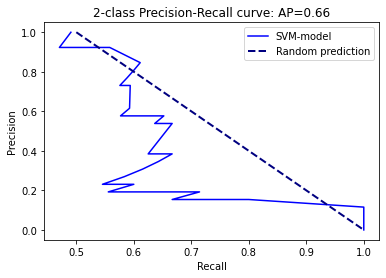 2-class Precision-Recall curve: AP=0.66
SVM-model
Random prediction
Precision
1.0
0.8
0.6
0.4
0.2
0.0
0.5
0.6
0.7
0.8
0.9
1.0
Recall